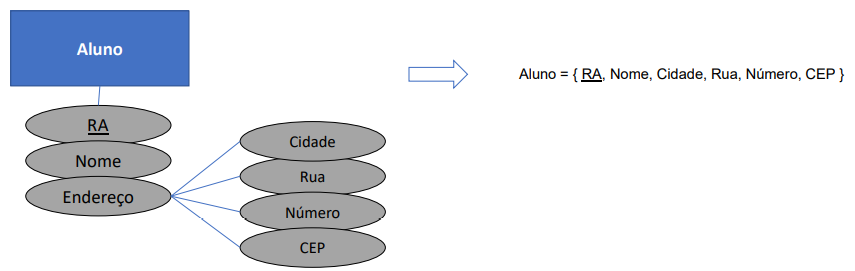 Aluno
RA
Nome
Endereço
Cidade
Rua
Número
CEP
Aluno = { RA, Nome, Cidade, Rua, Número, CEP }